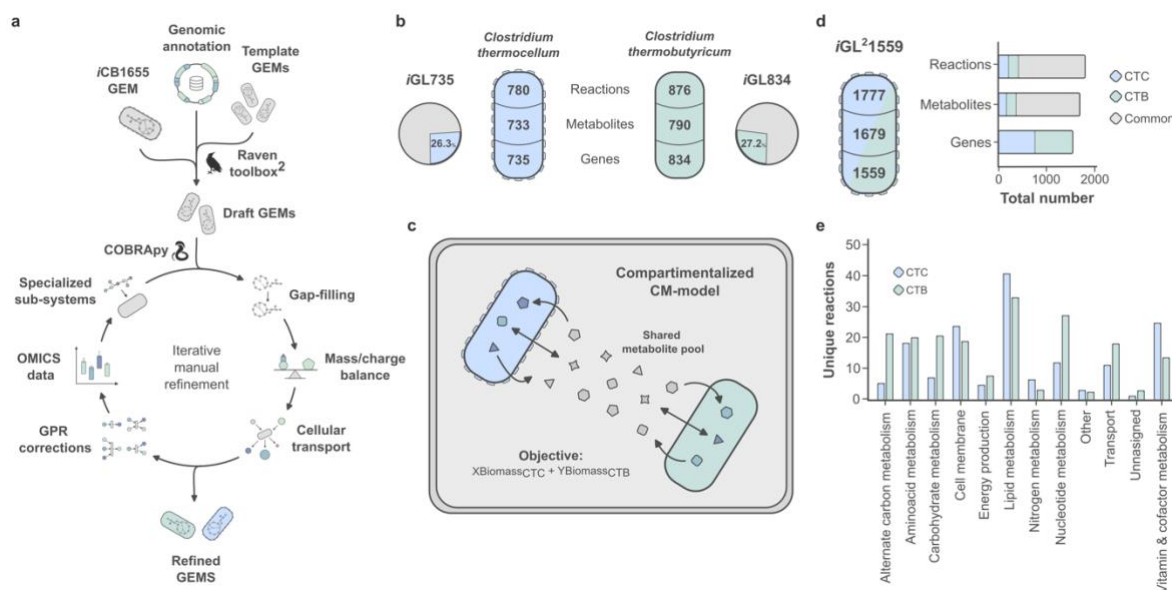 a
Genomic
annotation
Template
GEMs
iCB1655
GEM
Raven
toolbox2
Draft GEMs
COBRApy
Specialized
sub-systems
Gap-filling
OMICS
data
Iterative
manual
refinement
Mass/charge
balance
GPR
corrections
Cellular
transport
Refined
GEMS
b
Clostridium
thermocellum
Clostridium
thermobutyricum
iGL735
iGL834
780
Reactions
876
733
Metabolites
790
735
Genes
834
26.3%
27.2%
c
Compartimentalized
CM-model
Shared
metabolite pool
Objective:
XBiomassCTC + YBiomassCTB
d
iGL21559
1777
1679
1559
Reactions
Metabolites
Genes
0 1000 2000
Total number
CTC
CTB
Common
e
Unique reactions
50
40
30
20
10
0
CTC
CTB
Alternate carbon metabolism
Aminoacid metabolism
Carbohydrate metabolism
Cell membrane
Energy production
Lipid metabolism
Nitrogen metabolism
Nucleotide metabolism
Other
Transport
Unnasigned
Vitamin & cofactor metabolism